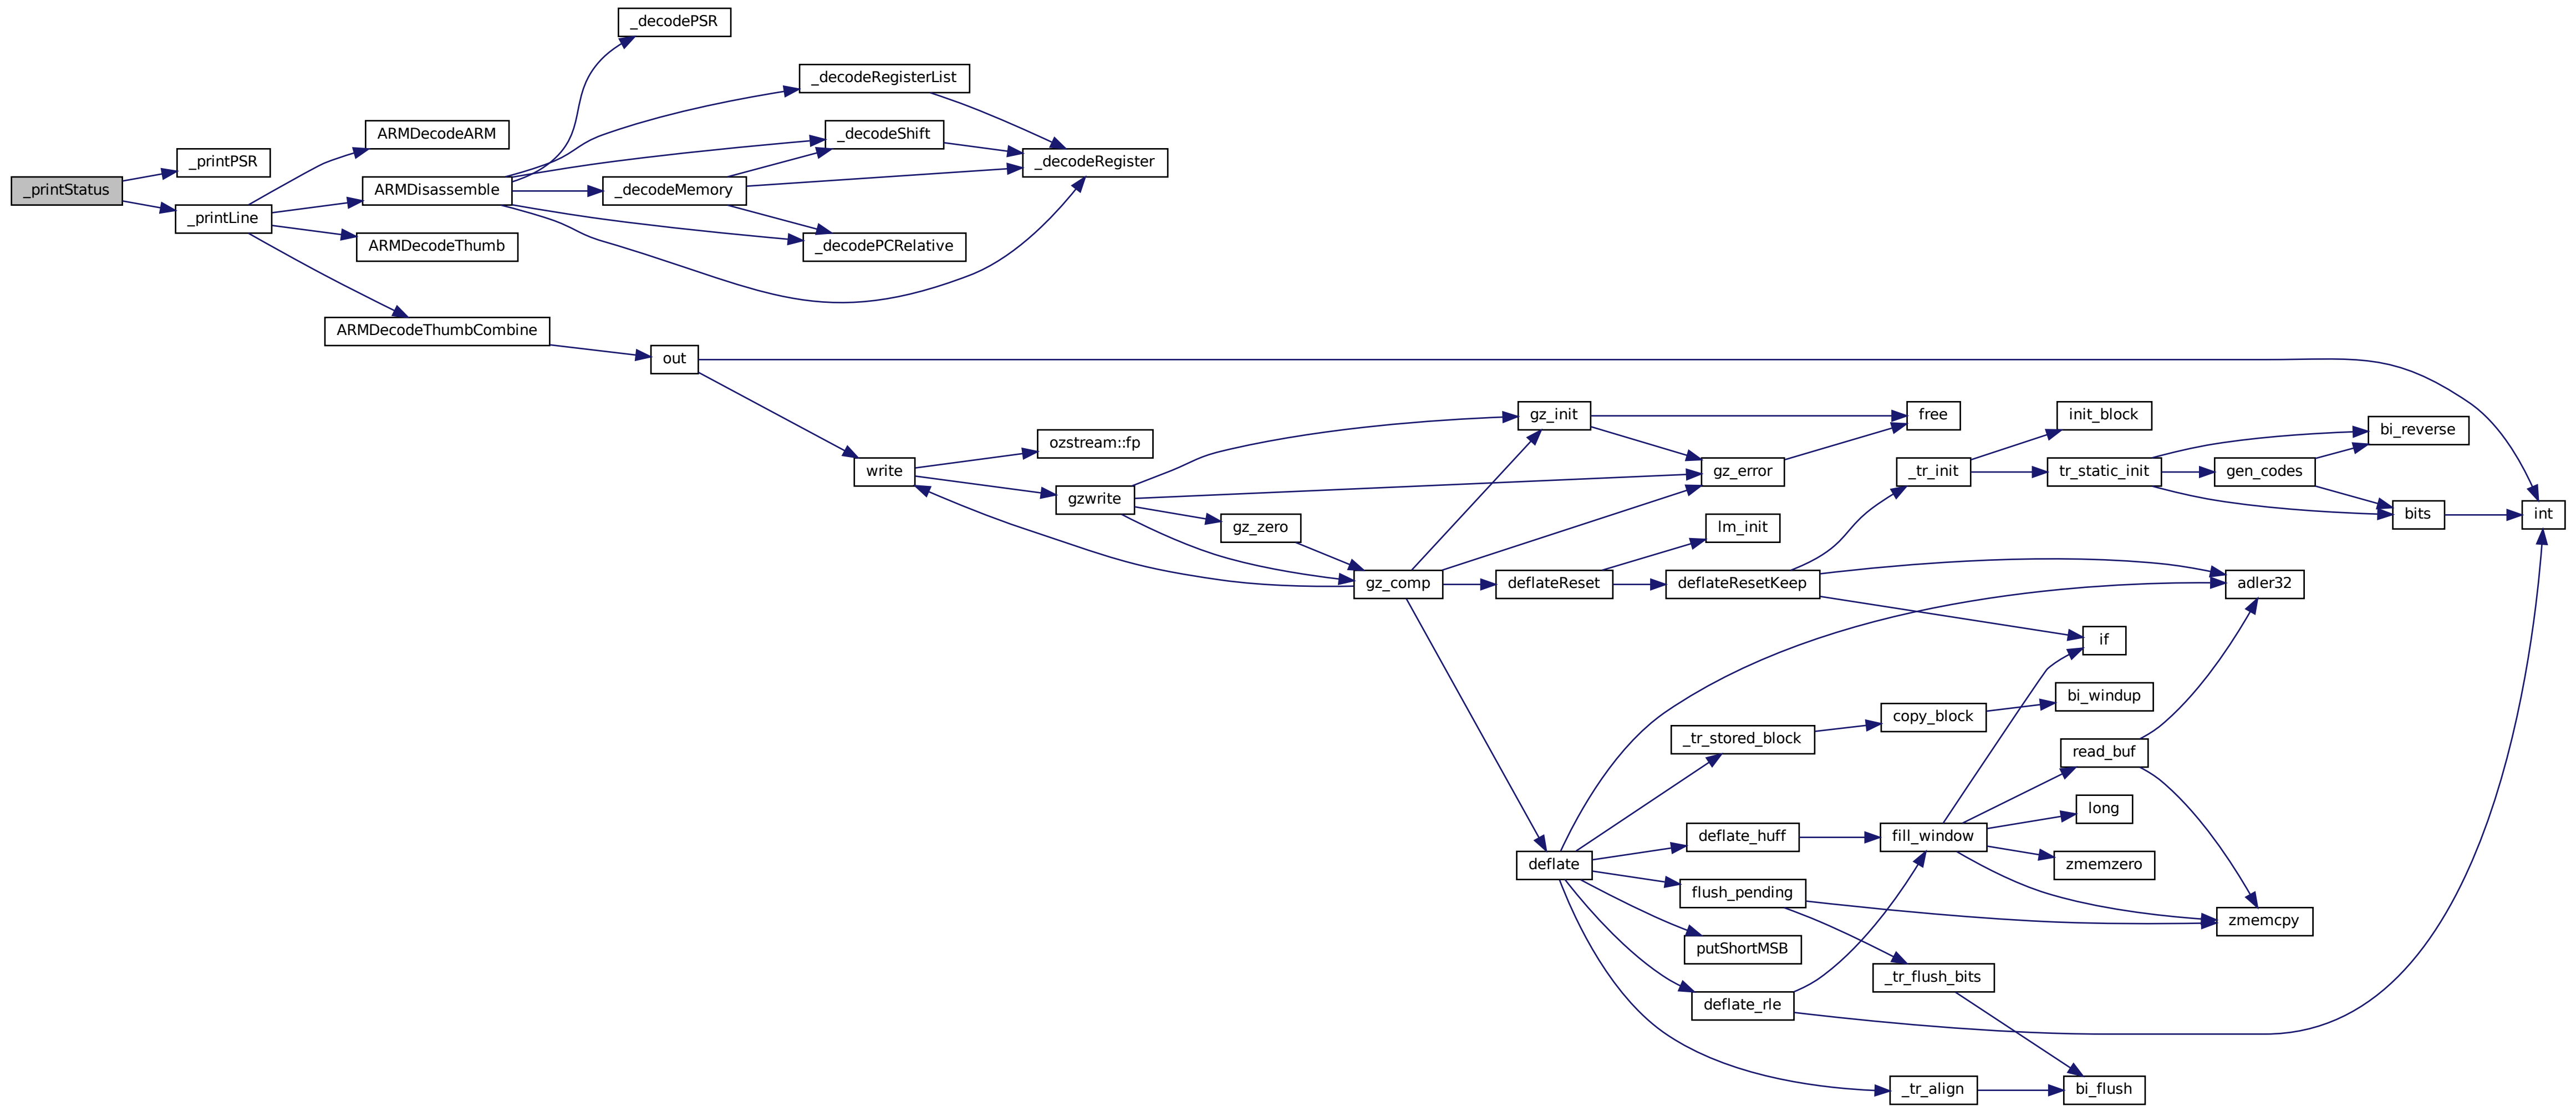 _decodePSR
_decodeRegisterList
ARMDecodeARM
_decodeShift
_printPSR
_decodeRegister
_printStatus
ARMDisassemble
_decodeMemory
_printLine
ARMDecodeThumb
_decodePCRelative
ARMDecodeThumbCombine
out
gz_init
free
init_block
bi_reverse
ozstream::fp
write
gz_error
_tr_init
tr_static_init
gen_codes
gzwrite
bits
int
gz_zero
lm_init
gz_comp
deflateReset
deflateResetKeep
adler32
if
bi_windup
copy_block
_tr_stored_block
read_buf
long
deflate_huff
fill_window
deflate
zmemzero
flush_pending
zmemcpy
putShortMSB
_tr_flush_bits
deflate_rle
_tr_align
bi_flush